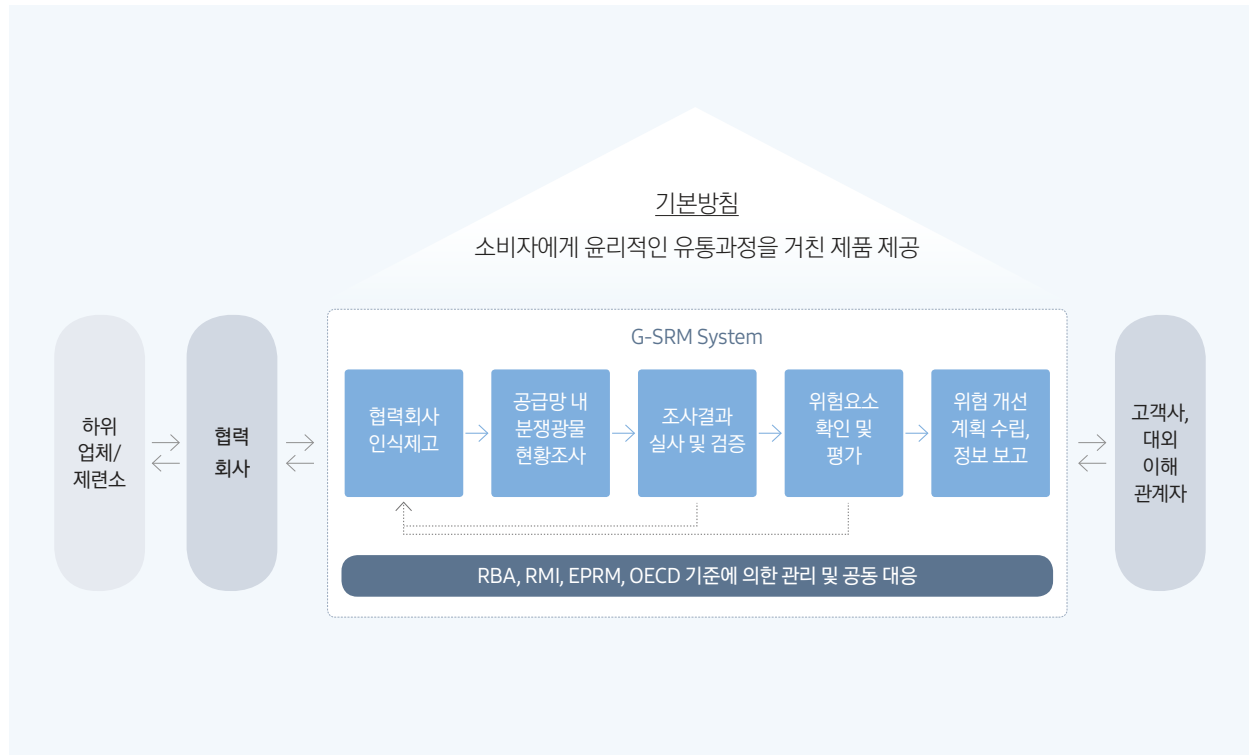 기본방침
소비자에게 윤리적인 유통과정을 거친 제품 제공
하위
업체/
제련소
협력
회사
G-SRM System
협력회사
인식제고
공급망 내
분쟁광물
현황조사
조사결과
실사 및 검증
위험요소
확인 및
평가
위험 개선
계획 수립,
정보 보고
RBA, RMI, EPRM, OECD 기준에 의한 관리 및 공동 대응
고객사,
대외
이해
관계자